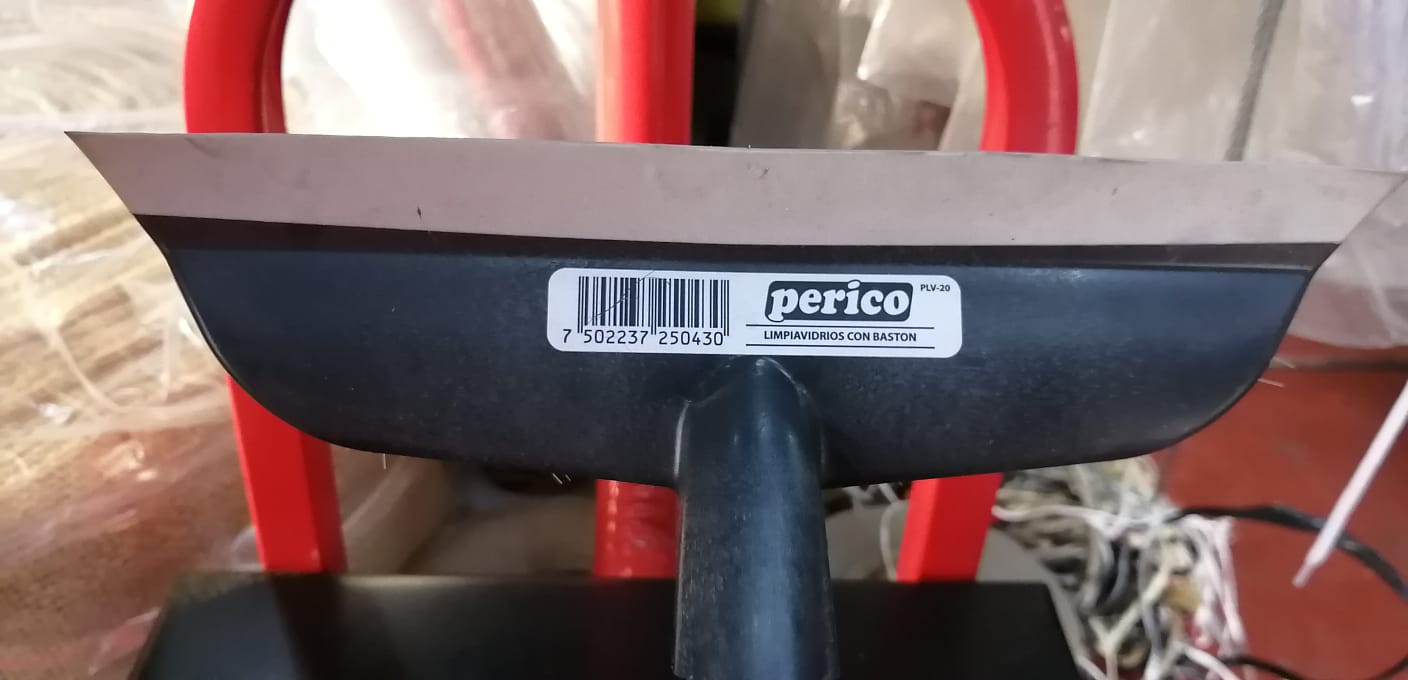 7 502237 250430
perico
PLV-20
LIMPIAVIDRIOS CON BASTON